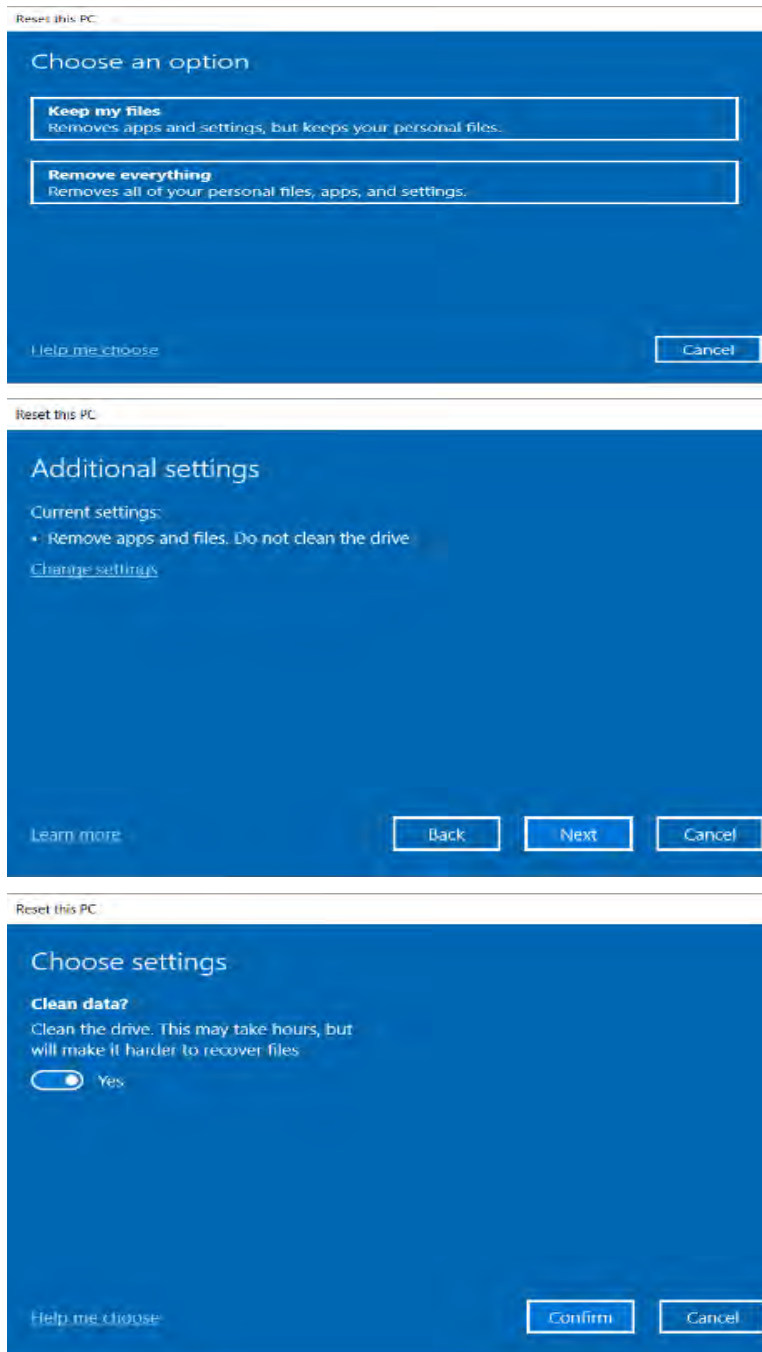 Reset this PC
Choose an option
Keep my files
Removes apps and settings, but keeps your personal files.
Remove everything
Removes all of your personal files, apps, and settings.
Help me choose
Cancel
Reset this PC
Additional settings
Current settings:
• Remove apps and files. Do not clean the drive
Change settings
Learn more
Back
Next
Cancel
Reset this PC
Choose settings
Clean data?
Clean the drive. This may take hours, but
will make it harder to recover files
Yes
Help me choose
Confirm
Cancel